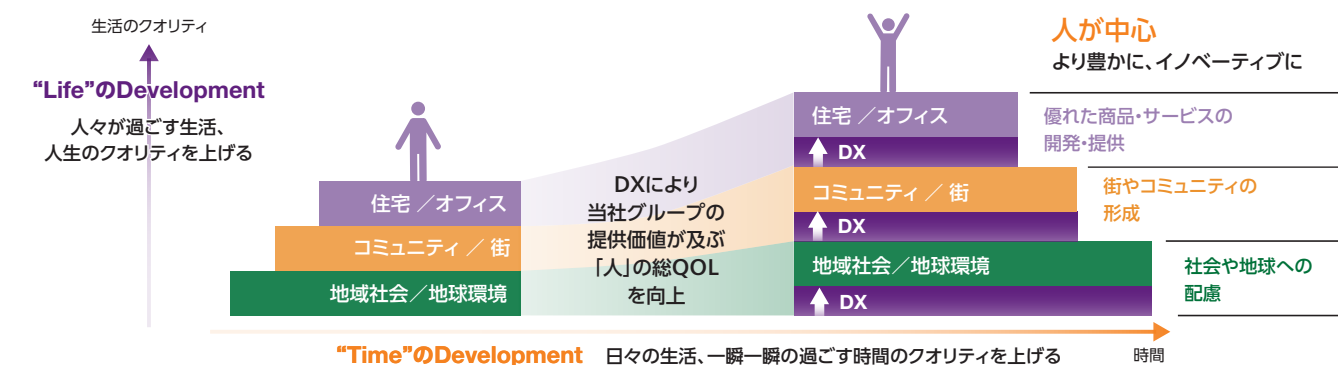 生活のクオリティ
“Life”のDevelopment
人々が過ごす生活、
人生のクオリティを上げる
住宅 ／オフィス
コミュニティ ／ 街
地域社会／地球環境
DXにより
当社グループの
提供価値が及ぶ
「人」の総QOL
を向上
住宅 ／オフィス
DX
コミュニティ ／ 街
DX
地域社会／地球環境
DX
人が中心
より豊かに、イノベーティブに
優れた商品・サービスの
開発・提供
街やコミュニティの
形成
社会や地球への
配慮
“Time”のDevelopment 日々の生活、一瞬一瞬の過ごす時間のクオリティを上げる
時間